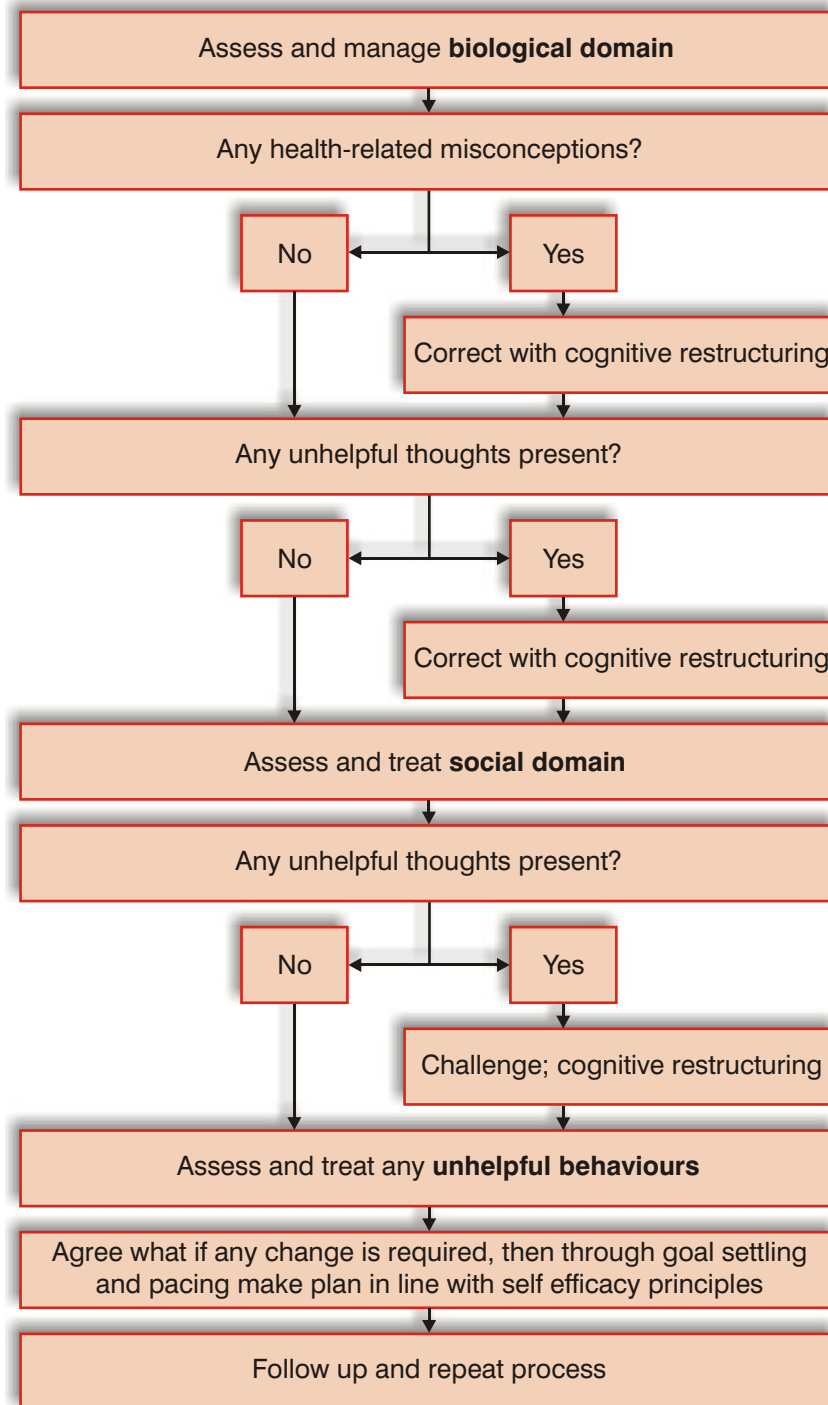 Assess and manage biological domain
Any health-related misconceptions?
No
Yes
Correct with cognitive restructuring
Any unhelpful thoughts present?
No
Yes
Correct with cognitive restructuring
Assess and treat social domain
Any unhelpful thoughts present?
No
Yes
Challenge; cognitive restructuring
Assess and treat any unhelpful behaviours
Agree what if any change is required, then through goal settling
and pacing make plan in line with self efficacy principles
Follow up and repeat process